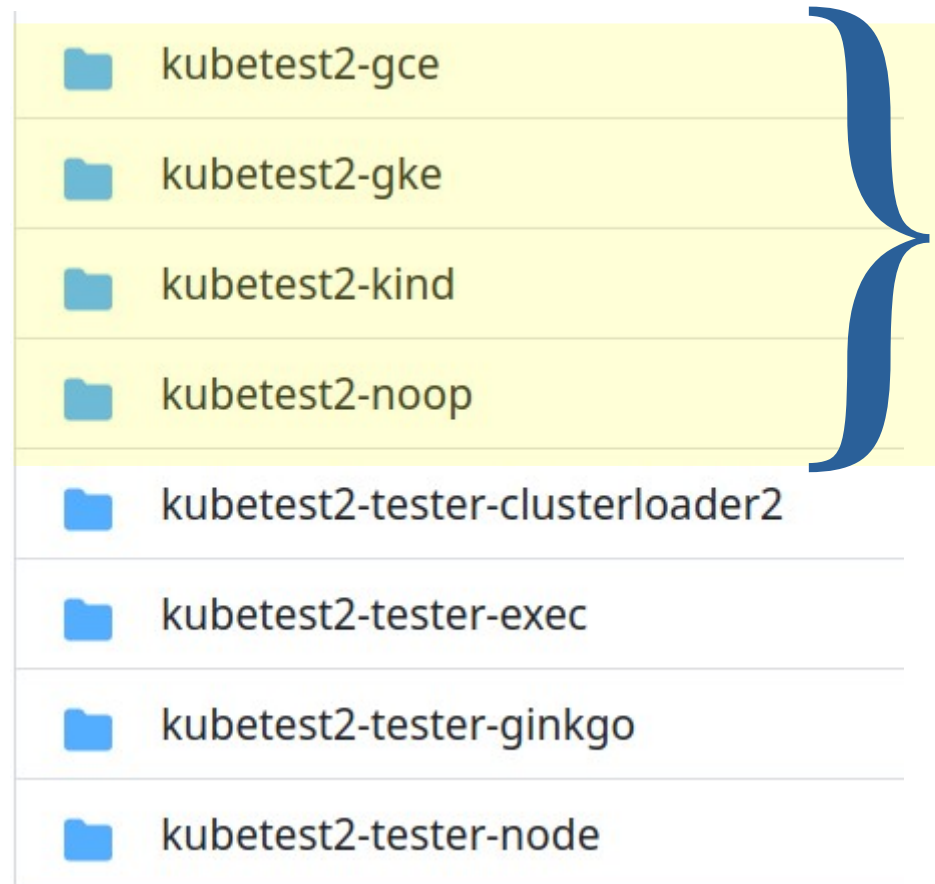 kubetest2-gce
kubetest2-gke
kubetest2-kind
kubetest2-noop
kubetest2-tester-clusterloader2
kubetest2-tester-exec
kubetest2-tester-ginkgo
kubetest2-tester-node